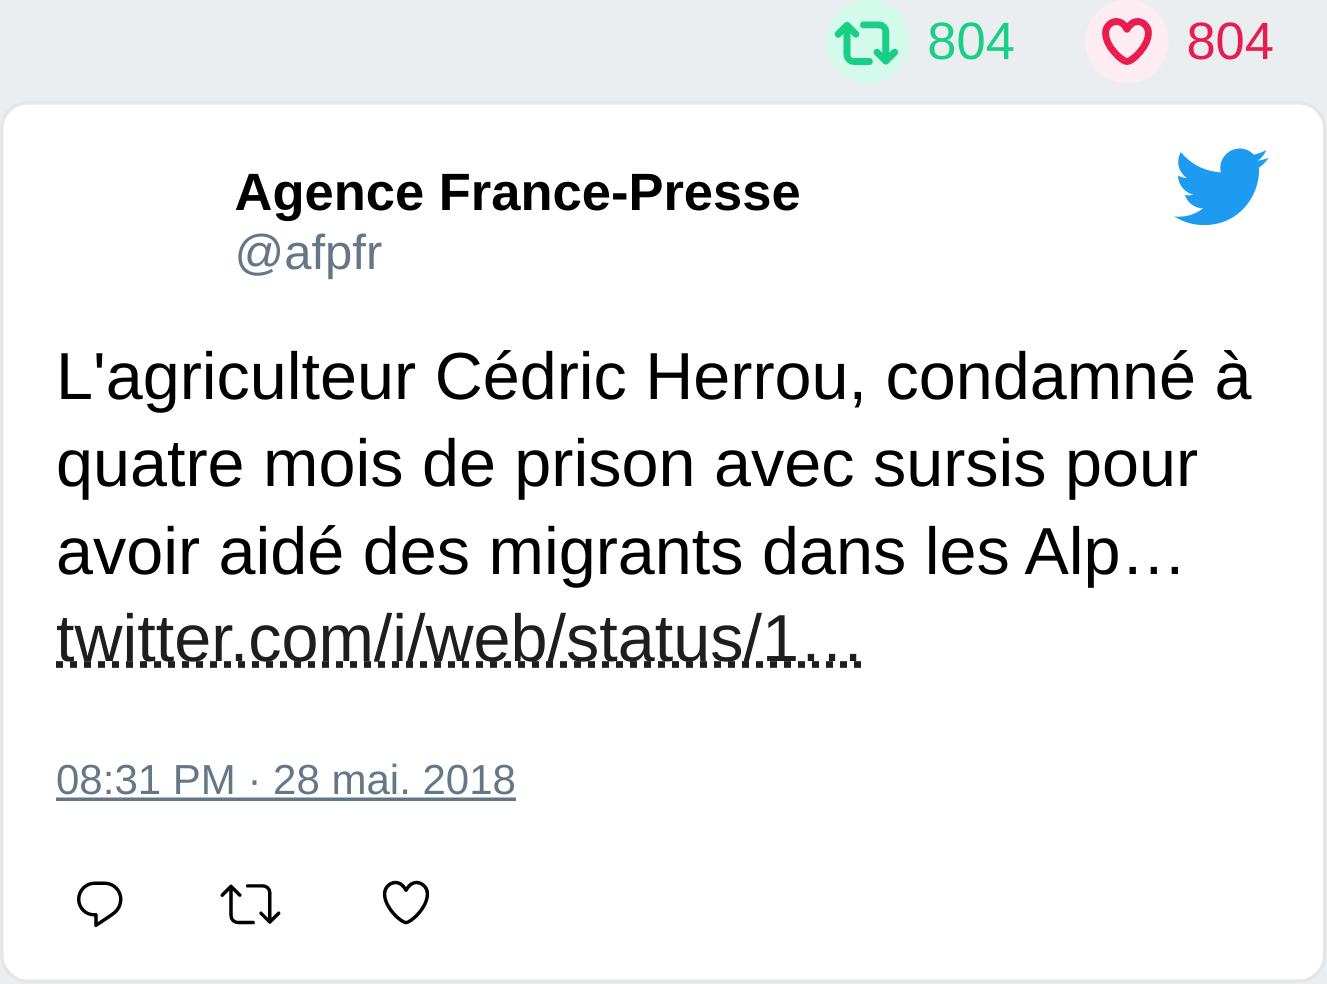 804 804
Agence France-Presse
@afpfr
L'agriculteur Cédric Herrou, condamné à
quatre mois de prison avec sursis pour
avoir aidé des migrants dans les Alp…
twitter.com/i/web/status/1…
08:31 PM · 28 mai. 2018